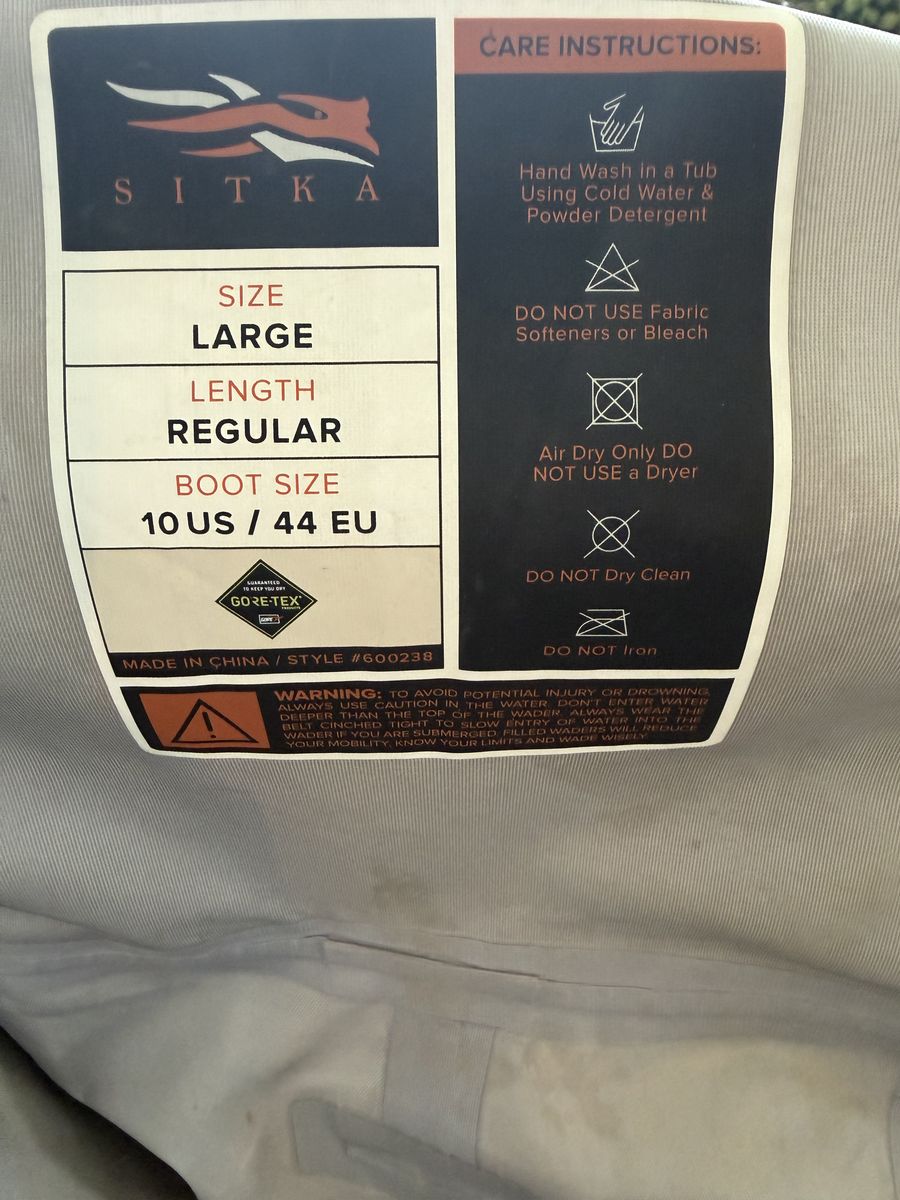 SITKA
SIZE
LARGE
LENGTH
REGULAR
BOOT SIZE
10 US / 44 EU
GUARANTEED
TO KEEP YOU DRY
GORE-TEX
PRODUCTS
GORE
MADE IN CHINA / STYLE #600238
CARE INSTRUCTIONS:
Hand Wash in a Tub
Using Cold Water &
Powder Detergent
DO NOT USE Fabric
Softeners or Bleach
Air Dry Only DO
NOT USE a Dryer
DO NOT Dry Clean
DO NOT Iron
WARNING: TO AVOID POTENTIAL INJURY OR DROWNING,
ALWAYS USE CAUTION IN THE WATER. DON'T ENTER WATER
DEEPER THAN THE TOP OF THE WADER. ALWAYS WEAR THE
BELT CINCHED TIGHT TO SLOW ENTRY OF WATER INTO THE
WADER IF YOU ARE SUBMERGED. FILLED WADERS WILL REDUCE
YOUR MOBILITY, KNOW YOUR LIMITS AND WADE WISELY.